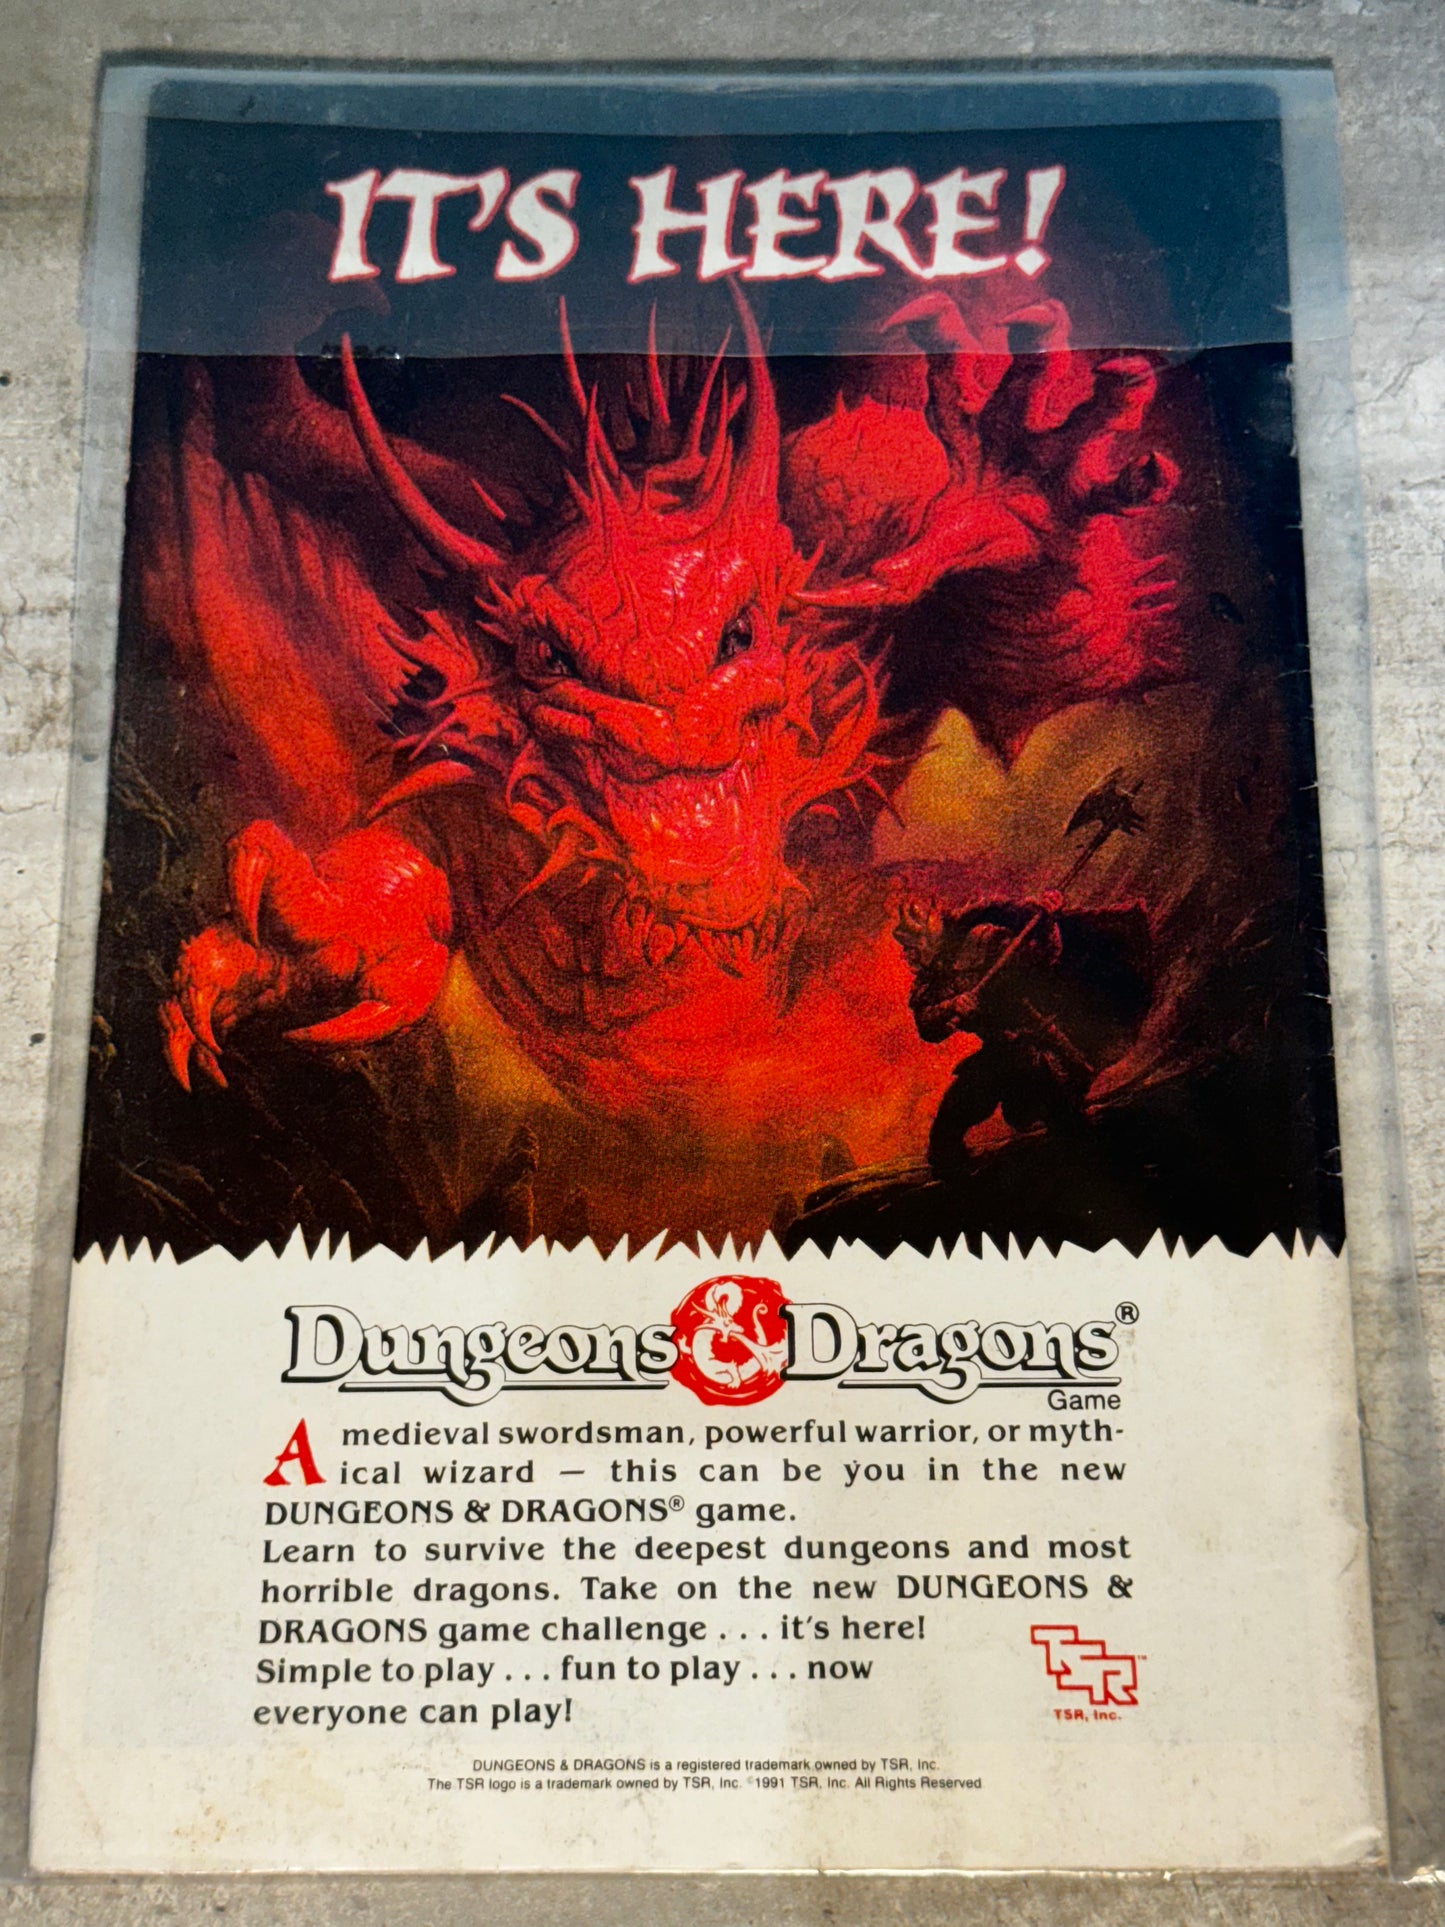 IT'S HERE!
Dungeons & Dragons®
Game
A medieval swordsman, powerful warrior, or myth-
ical wizard — this can be you in the new
DUNGEONS & DRAGONS® game.
Learn to survive the deepest dungeons and most
horrible dragons. Take on the new DUNGEONS &
DRAGONS game challenge . . . it's here!
Simple to play . . . fun to play . . . now
everyone can play!
TSR™
TSR, Inc.
DUNGEONS & DRAGONS is a registered trademark owned by TSR, Inc.
The TSR logo is a trademark owned by TSR, Inc. ©1991 TSR, Inc. All Rights Reserved